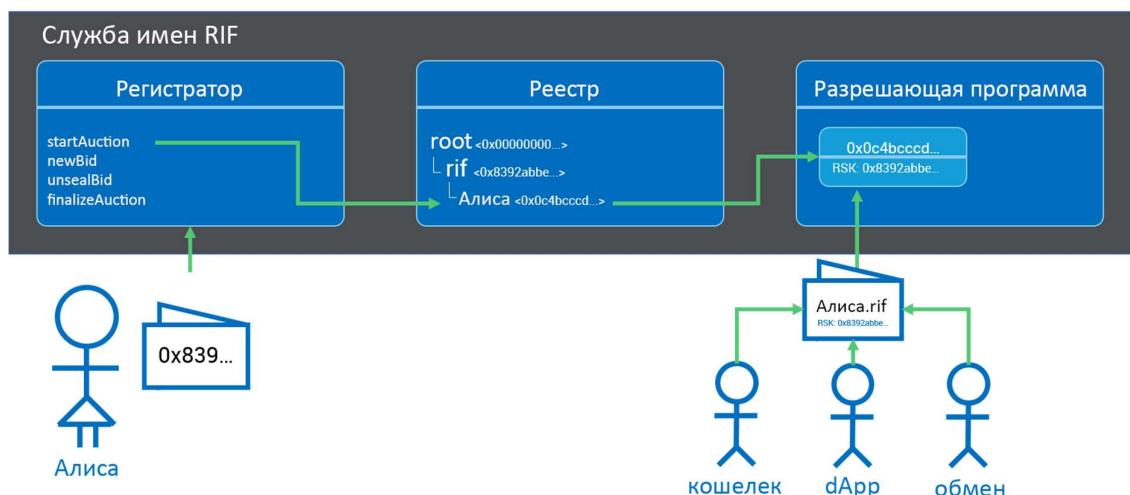 Служба имен RIF
Регистратор
startAuction
newBid
unsealBid
finalizeAuction
Реестр
root <0x00000000...>
rif <0x8392abbe...>
Алиса <0x0c4bcccd...>
Разрешающая программа
0x0c4bcccd...
RSK: 0x8392abbe...
0x839...
Алиса
Алиса.rif
RSK: 0x8392abbe...
кошелек
dApp
обмен